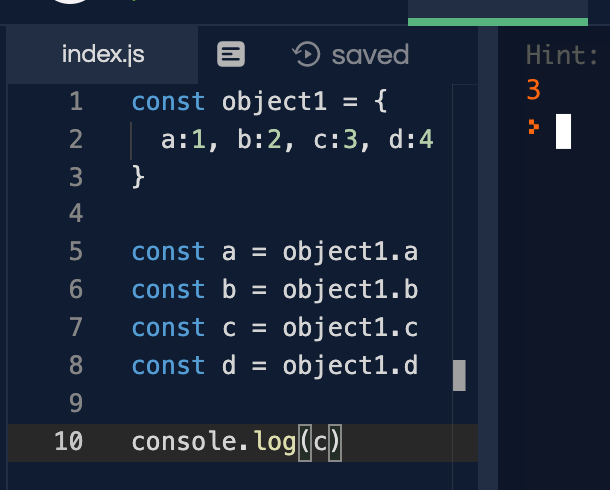 index.js saved
1 const object1 = {
2 a:1, b:2, c:3, d:4
3 }
4
5 const a = object1.a
6 const b = object1.b
7 const c = object1.c
8 const d = object1.d
9
10 console.log(c)
Hint:
3